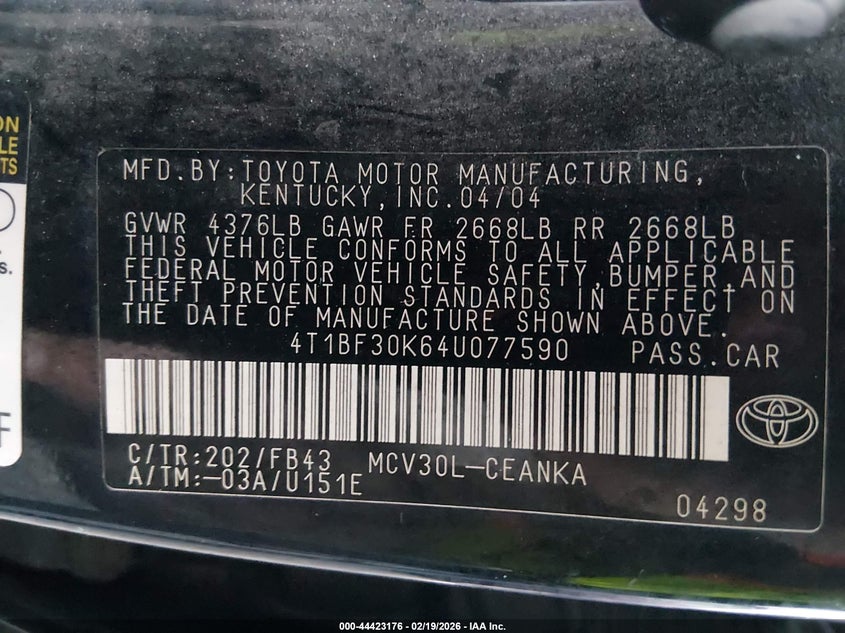 ON
LE
TS
s.
F
MFD.BY:TOYOTA MOTOR MANUFACTURING,
KENTUCKY,INC.04/04
GVWR 4376LB GAWR FR 2668LB RR 2668LB
THIS VEHICLE CONFORMS TO ALL APPLICABLE
FEDERAL MOTOR VEHICLE SAFETY,BUMPER,AND
THEFT PREVENTION STANDARDS IN EFFECT ON
THE DATE OF MANUFACTURE SHOWN ABOVE.
4T1BF30K64U077590 PASS.CAR
C/TR:202/FB43 MCV30L-CEANKA
A/TM:-03A/U151E
04298
000-44423176 - 02/19/2026 - IAA Inc.